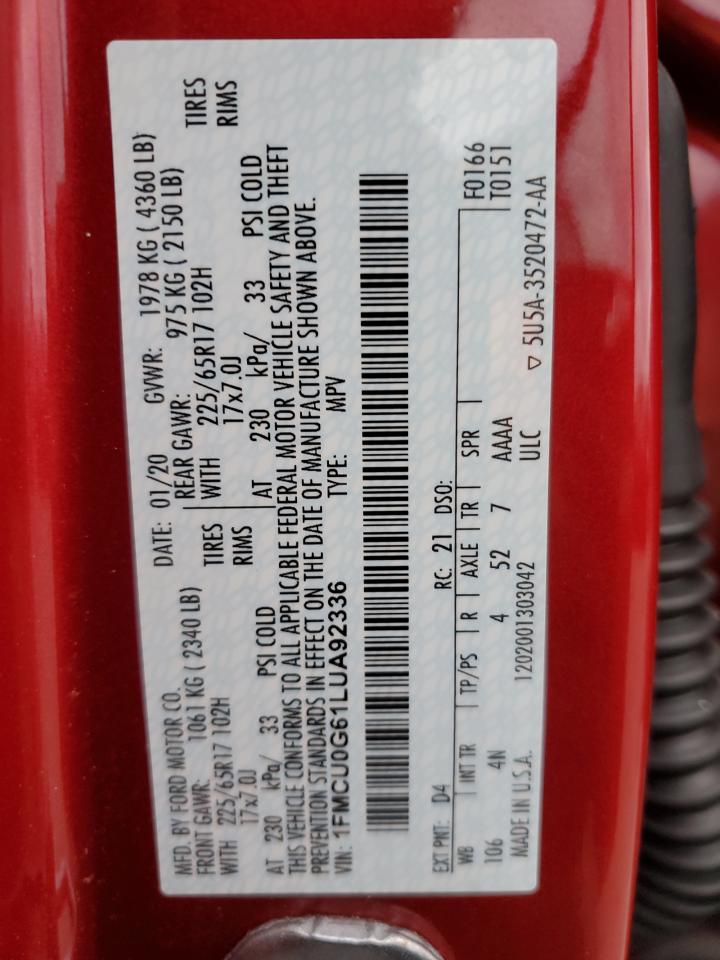 MFD. BY FORD MOTOR CO. DATE: 01/20 GVWR: 1978 KG ( 4360 LB)
FRONT GAWR: 1061 KG ( 2340 LB) REAR GAWR: 975 KG ( 2150 LB)
WITH 225/65R17 102H TIRES WITH 225/65R17 102H TIRES
17x7.0J RIMS 17x7.0J RIMS
AT 230 kPa/ 33 PSI COLD AT 230 kPa/ 33 PSI COLD
THIS VEHICLE CONFORMS TO ALL APPLICABLE FEDERAL MOTOR VEHICLE SAFETY AND THEFT
PREVENTION STANDARDS IN EFFECT ON THE DATE OF MANUFACTURE SHOWN ABOVE.
VIN: 1FMCU0G61LUA92336 TYPE: MPV
EXT PNT: D4 RC: 21 DSO: F0166
WB INT TR TP/PS R AXLE TR SPR T0151
106 4N 4 52 7 AAAA
MADE IN U.S.A. 1202001303042 ULC ▽ 5U5A-3520472-AA